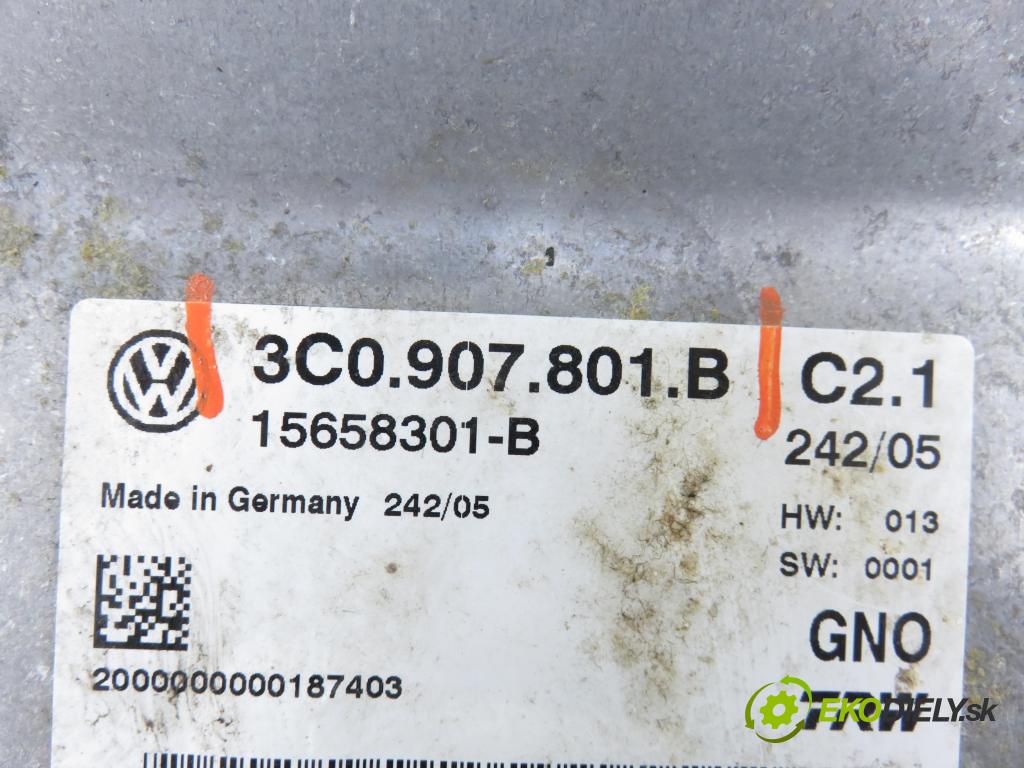 3C0.907.801.B C2.1
15658301-B 242/05
Made in Germany 242/05
HW: 013
SW: 0001
GNO
2000000000187403
TRW
EKODIELY.sk